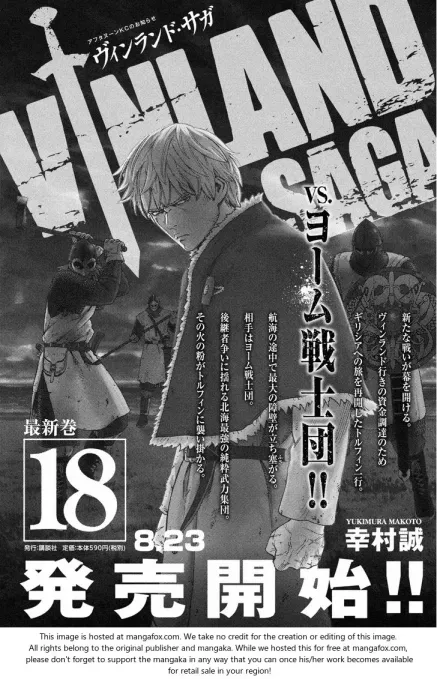 アフタヌーンKCのお知らせ
ヴィンランド・サガ
VINLAND
SAGA
vs.ヨーム戦士団!!
新たな戦いが幕を開ける。
ヴィンランド行きの資金調達のため
ギリシアへの旅を再開したトルフィン一行。
航海の途中で最大の障壁が立ち塞がる。
相手はヨーム戦士団。
後継者争いに揺れる北海最強の純粋武力集団。
その火の粉がトルフィンに襲い掛かる。
最新巻
18
発行:講談社 定価:本体590円(税別)
8.23
YUKIMURA MAKOTO
幸村誠
発売開始!!
This image is hosted at mangafox.com. We take no credit for the creation or editing of this image.
All rights belong to the original publisher and mangaka. While we hosted this for free at mangafox.com,
please don't forget to support the mangaka in any way that you can once his/her work becomes available
for retail sale in your region!